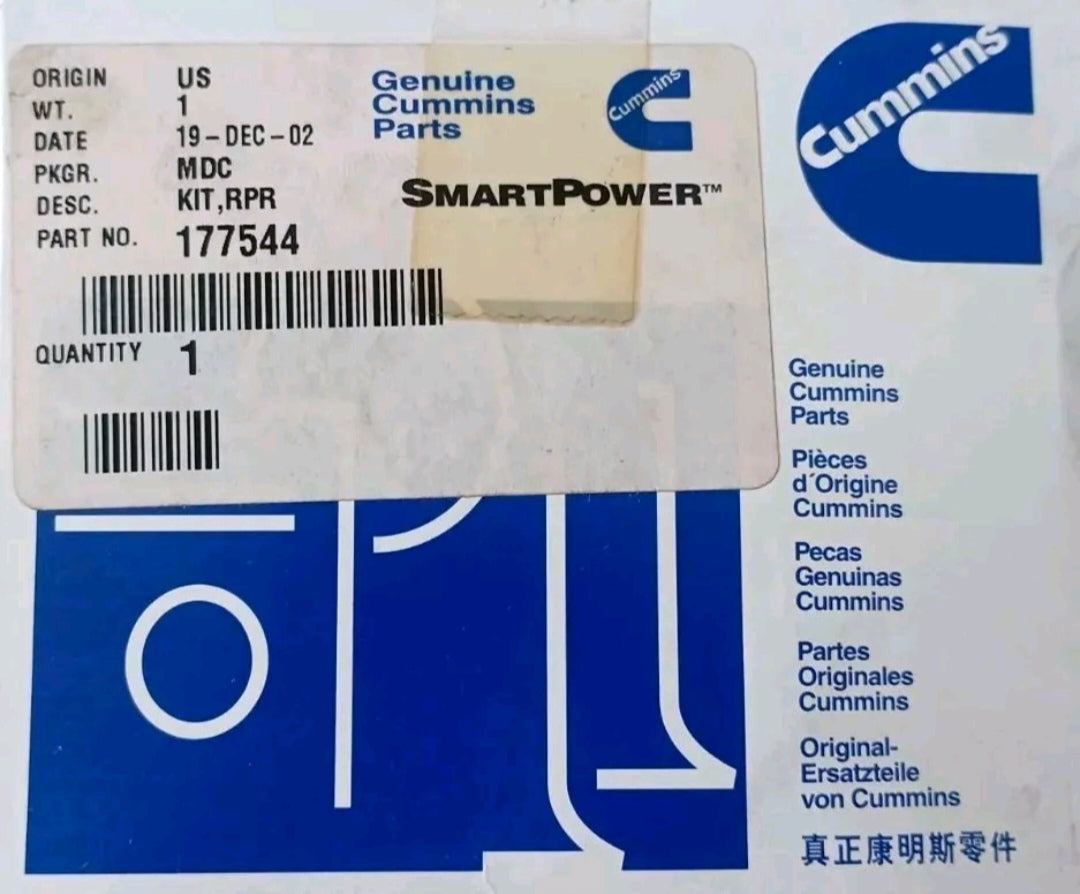 ORIGIN US
WT. 1
DATE 19-DEC-02
PKGR. MDC
DESC. KIT,RPR
PART NO. 177544
QUANTITY 1
Genuine
Cummins
Parts
Cummins
SMARTPOWER™
Cummins
Genuine
Cummins
Parts
Pièces
d´Origine
Cummins
Pecas
Genuinas
Cummins
Partes
Originales
Cummins
Original-
Ersatzteile
von Cummins
真正康明斯零件